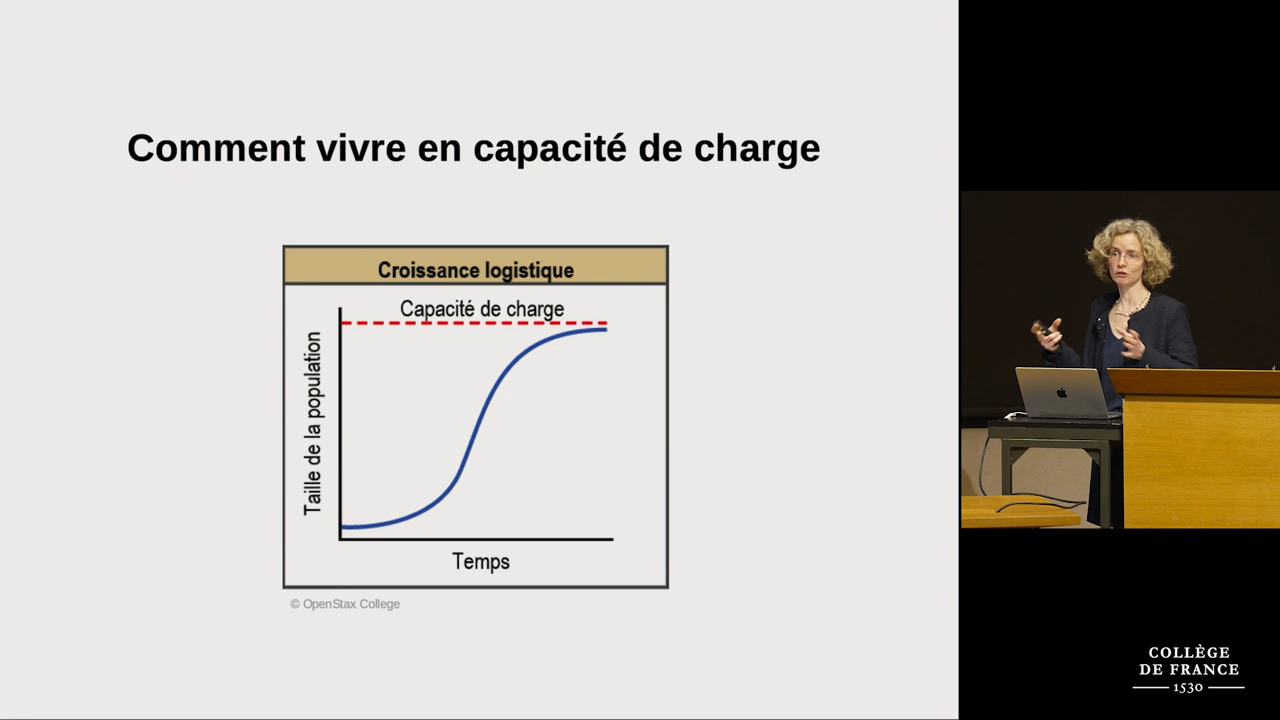 Comment vivre en capacité de charge
Croissance logistique
Capacité de charge
Taille de la population
Temps
© OpenStax College
COLLÈGE
DE FRANCE
1530